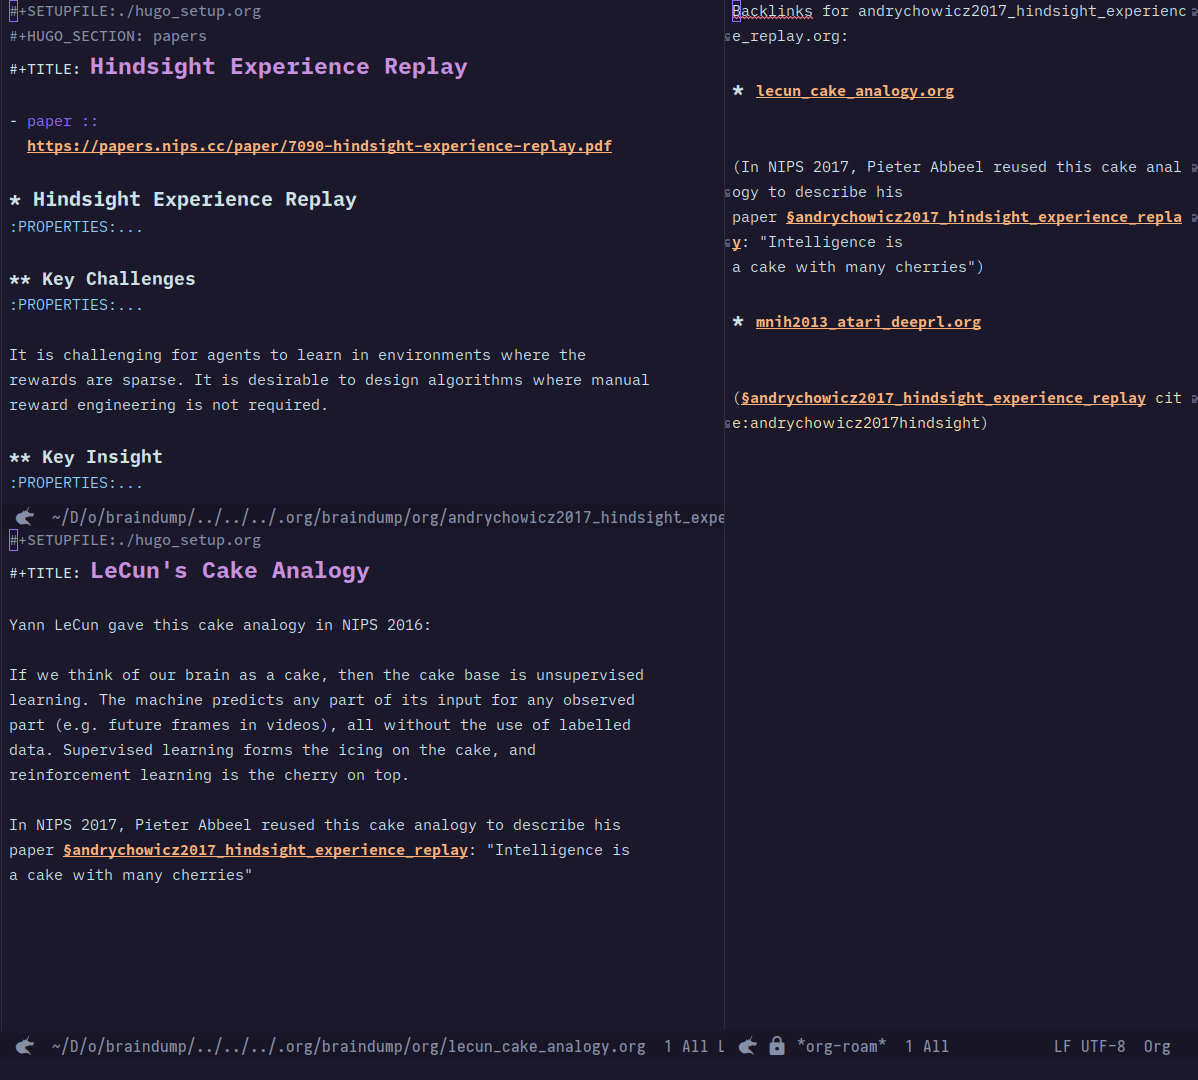 #+SETUPFILE:./hugo_setup.org
#+HUGO_SECTION: papers
#+TITLE: Hindsight Experience Replay
- paper ::
https://papers.nips.cc/paper/7090-hindsight-experience-replay.pdf
* Hindsight Experience Replay
:PROPERTIES:...
** Key Challenges
:PROPERTIES:...
It is challenging for agents to learn in environments where the
rewards are sparse. It is desirable to design algorithms where manual
reward engineering is not required.
** Key Insight
:PROPERTIES:...
~/D/o/braindump/../../../.org/braindump/org/andrychowicz2017_hindsight_expe
#+SETUPFILE:./hugo_setup.org
#+TITLE: LeCun's Cake Analogy
Yann LeCun gave this cake analogy in NIPS 2016:
If we think of our brain as a cake, then the cake base is unsupervised
learning. The machine predicts any part of its input for any observed
part (e.g. future frames in videos), all without the use of labelled
data. Supervised learning forms the icing on the cake, and
reinforcement learning is the cherry on top.
In NIPS 2017, Pieter Abbeel reused this cake analogy to describe his
paper §andrychowicz2017_hindsight_experience_replay: "Intelligence is
a cake with many cherries"
~/D/o/braindump/../../../.org/braindump/org/lecun_cake_analogy.org 1 All L
Backlinks for andrychowicz2017_hindsight_experienc
e_replay.org:
* lecun_cake_analogy.org
(In NIPS 2017, Pieter Abbeel reused this cake anal
ogy to describe his
paper §andrychowicz2017_hindsight_experience_repla
y: "Intelligence is
a cake with many cherries")
* mnih2013_atari_deeprl.org
(§andrychowicz2017_hindsight_experience_replay cit
e:andrychowicz2017hindsight)
*org-roam* 1 All LF UTF-8 Org